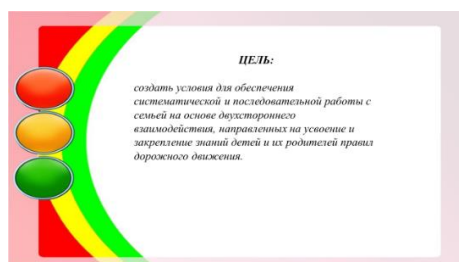 ЦЕЛЬ:
создать условия для обеспечения
систематической и последовательной работы с
семьей на основе двухстороннего
взаимодействия, направленных на усвоение и
закрепление знаний детей и их родителей правил
дорожного движения.